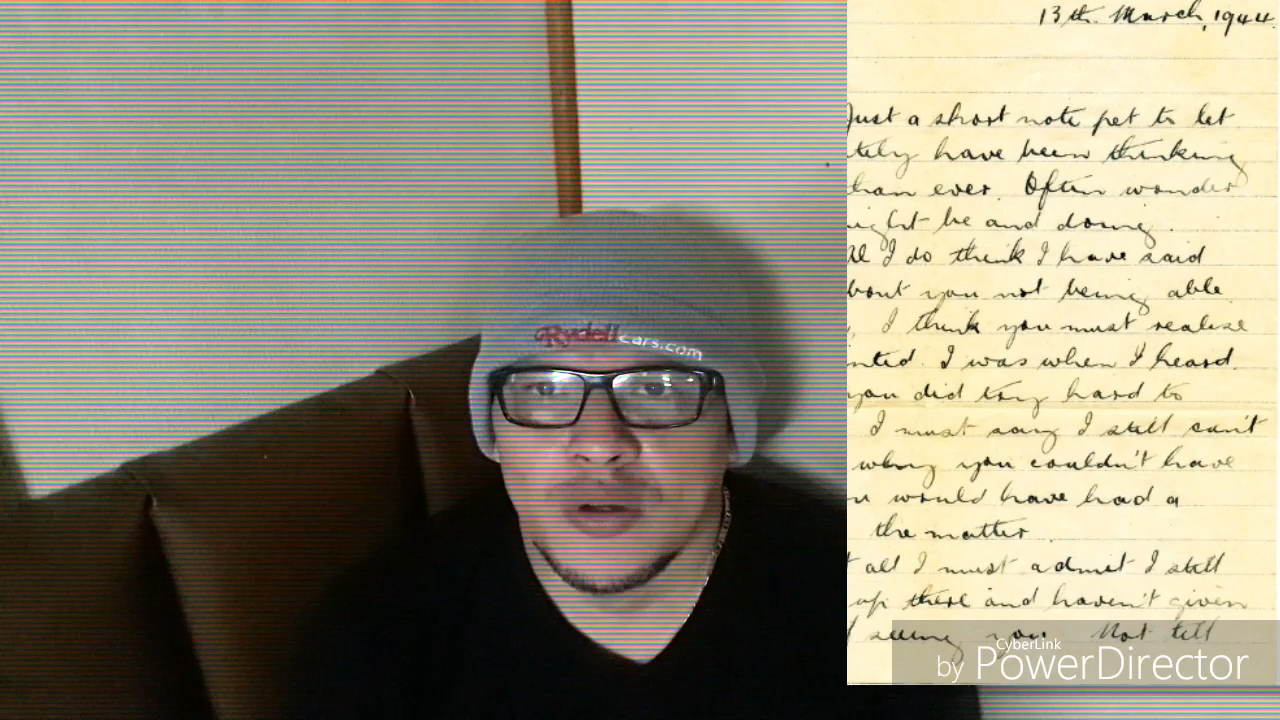 Rydellcars.com
13th March, 1944
Just a short note pet to let
tely have been thinking
than ever Often wonder
ight be and doing.
I do think I have said
bout you not being able
I think you must realise
nted. I was when I heard.
you did try hard to
I must say I still can't
why you couldn't have
u would have had a
the matter.
t all I must admit I still
up there and haven't given
seeing you. Not till
CyberLink
by PowerDirector